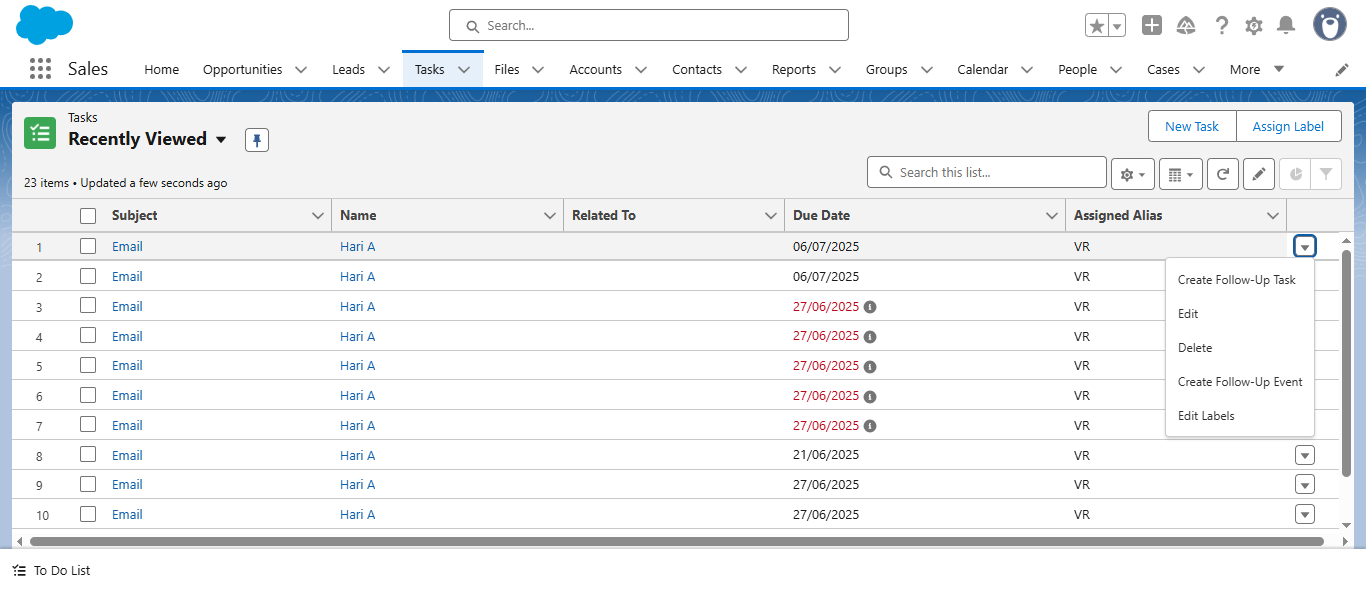 Search...
Sales
Home Opportunities Leads Tasks Files Accounts Contacts Reports Groups Calendar People Cases More
Tasks
Recently Viewed
New Task Assign Label
23 items • Updated a few seconds ago
Search this list...
Subject Name Related To Due Date Assigned Alias
1 Email Hari A 06/07/2025 VR
2 Email Hari A 06/07/2025 VR
3 Email Hari A 27/06/2025 VR
4 Email Hari A 27/06/2025 VR
5 Email Hari A 27/06/2025 VR
6 Email Hari A 27/06/2025 VR
7 Email Hari A 27/06/2025 VR
8 Email Hari A 21/06/2025 VR
9 Email Hari A 27/06/2025 VR
10 Email Hari A 27/06/2025 VR
Create Follow-Up Task
Edit
Delete
Create Follow-Up Event
Edit Labels
To Do List